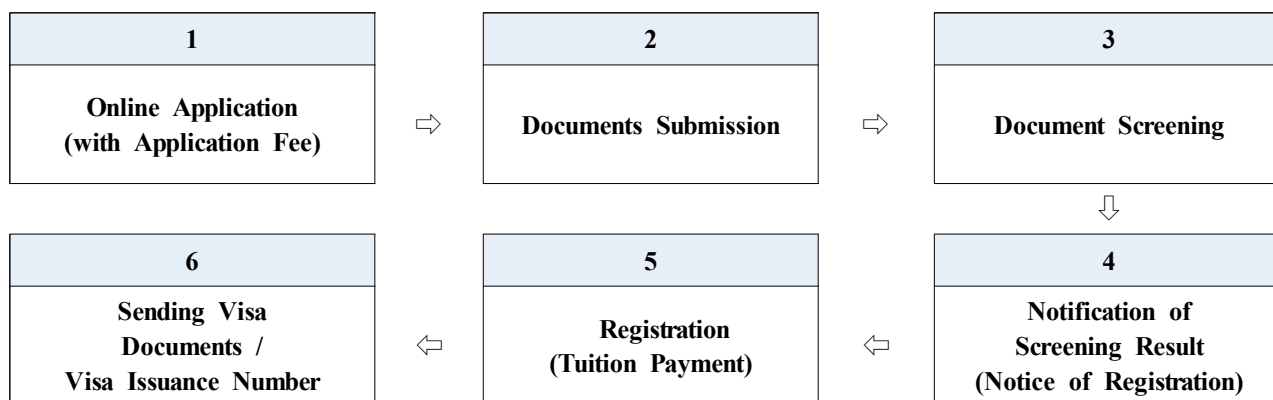 1
Online Application
(with Application Fee)
2
Documents Submission
3
Document Screening
4
Notification of
Screening Result
(Notice of Registration)
5
Registration
(Tuition Payment)
6
Sending Visa
Documents /
Visa Issuance Number